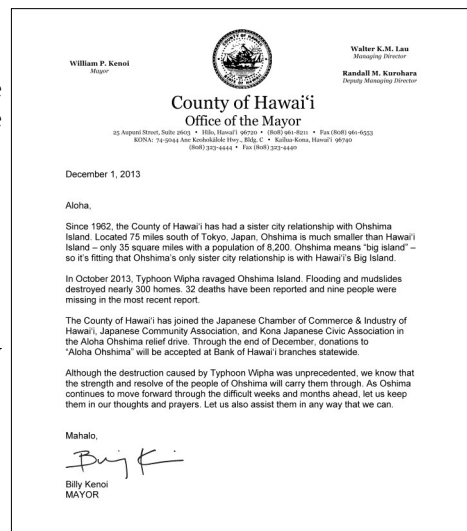 William P. Kenoi
Mayor
Walter K.M. Lau
Managing Director
Randall M. Kurohara
Deputy Managing Director
County of Hawai‘i
Office of the Mayor
25 Aupuni Street, Suite 2603 • Hilo, Hawai‘i 96720 • (808) 961-8211 • Fax (808) 961-6553
KONA: 74-5044 Ane Keohokālole Hwy., Bldg. C • Kailua-Kona, Hawai‘i 96740
(808) 323-4444 • Fax (808) 323-4440
December 1, 2013
Aloha,
Since 1962, the County of Hawai‘i has had a sister city relationship with Ohshima
Island. Located 75 miles south of Tokyo, Japan, Ohshima is much smaller than Hawai‘i
Island – only 35 square miles with a population of 8,200. Ohshima means “big island” –
so it’s fitting that Ohshima’s only sister city relationship is with Hawai‘i’s Big Island.
In October 2013, Typhoon Wipha ravaged Ohshima Island. Flooding and mudslides
destroyed nearly 300 homes. 32 deaths have been reported and nine people were
missing in the most recent report.
The County of Hawai‘i has joined the Japanese Chamber of Commerce & Industry of
Hawai‘i, Japanese Community Association, and Kona Japanese Civic Association in
the Aloha Ohshima relief drive. Through the end of December, donations to
“Aloha Ohshima” will be accepted at Bank of Hawai‘i branches statewide.
Although the destruction caused by Typhoon Wipha was unprecedented, we know that
the strength and resolve of the people of Ohshima will carry them through. As Oshima
continues to move forward through the difficult weeks and months ahead, let us keep
them in our thoughts and prayers. Let us also assist them in any way that we can.
Mahalo,
Billy Kenoi
MAYOR